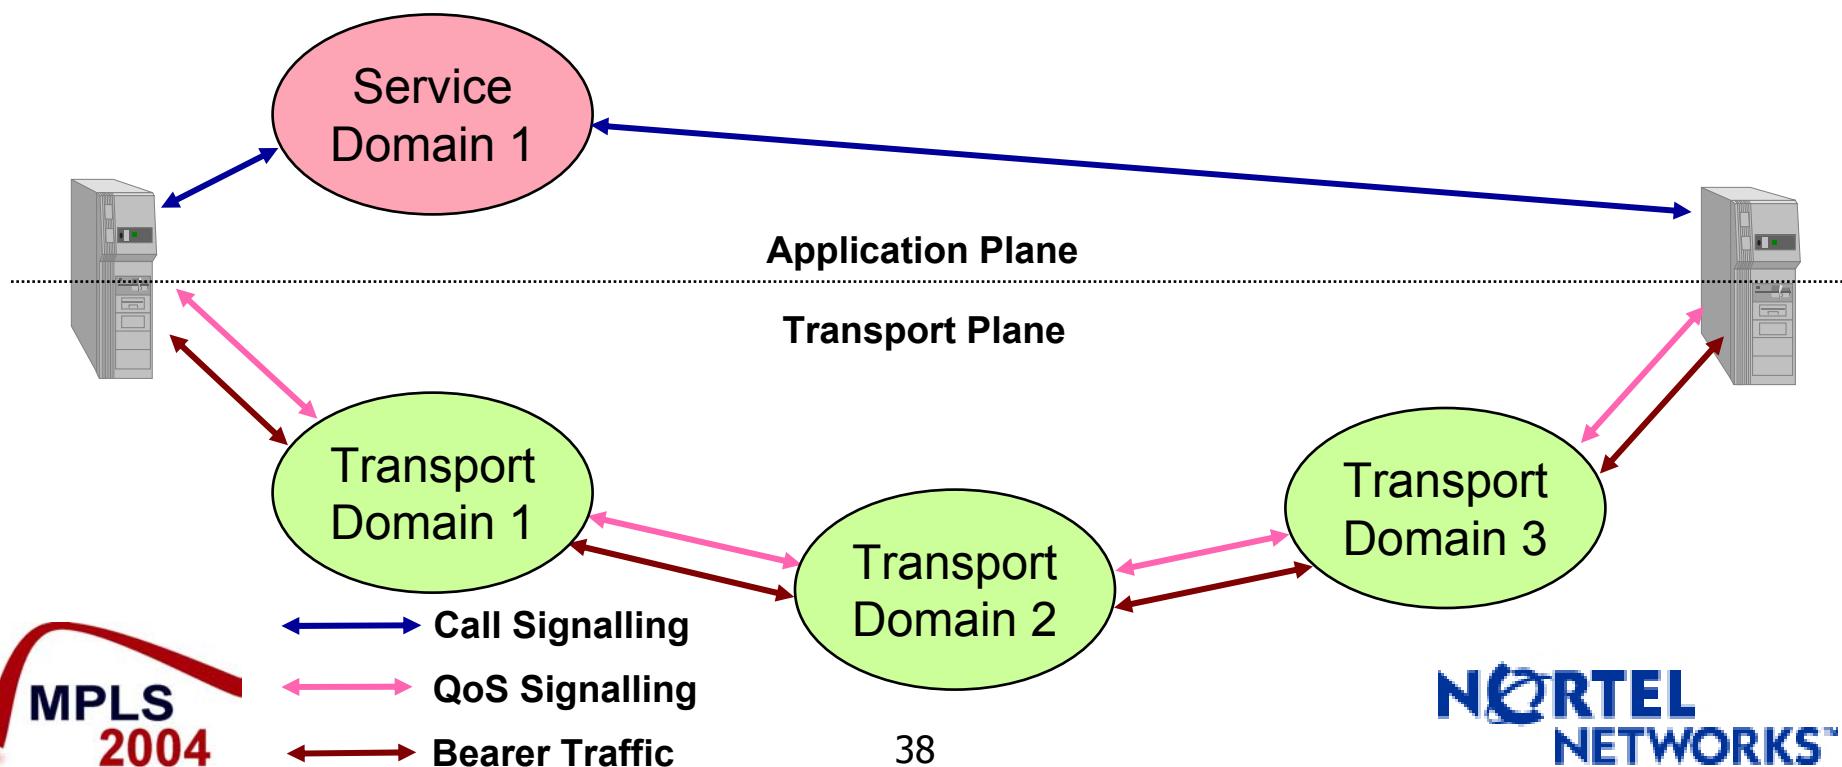 Service
Domain 1
Application Plane
Transport Plane
Transport
Domain 1
Transport
Domain 2
Transport
Domain 3
Call Signalling
QoS Signalling
Bearer Traffic
MPLS
2004
38
NORTEL
NETWORKS™